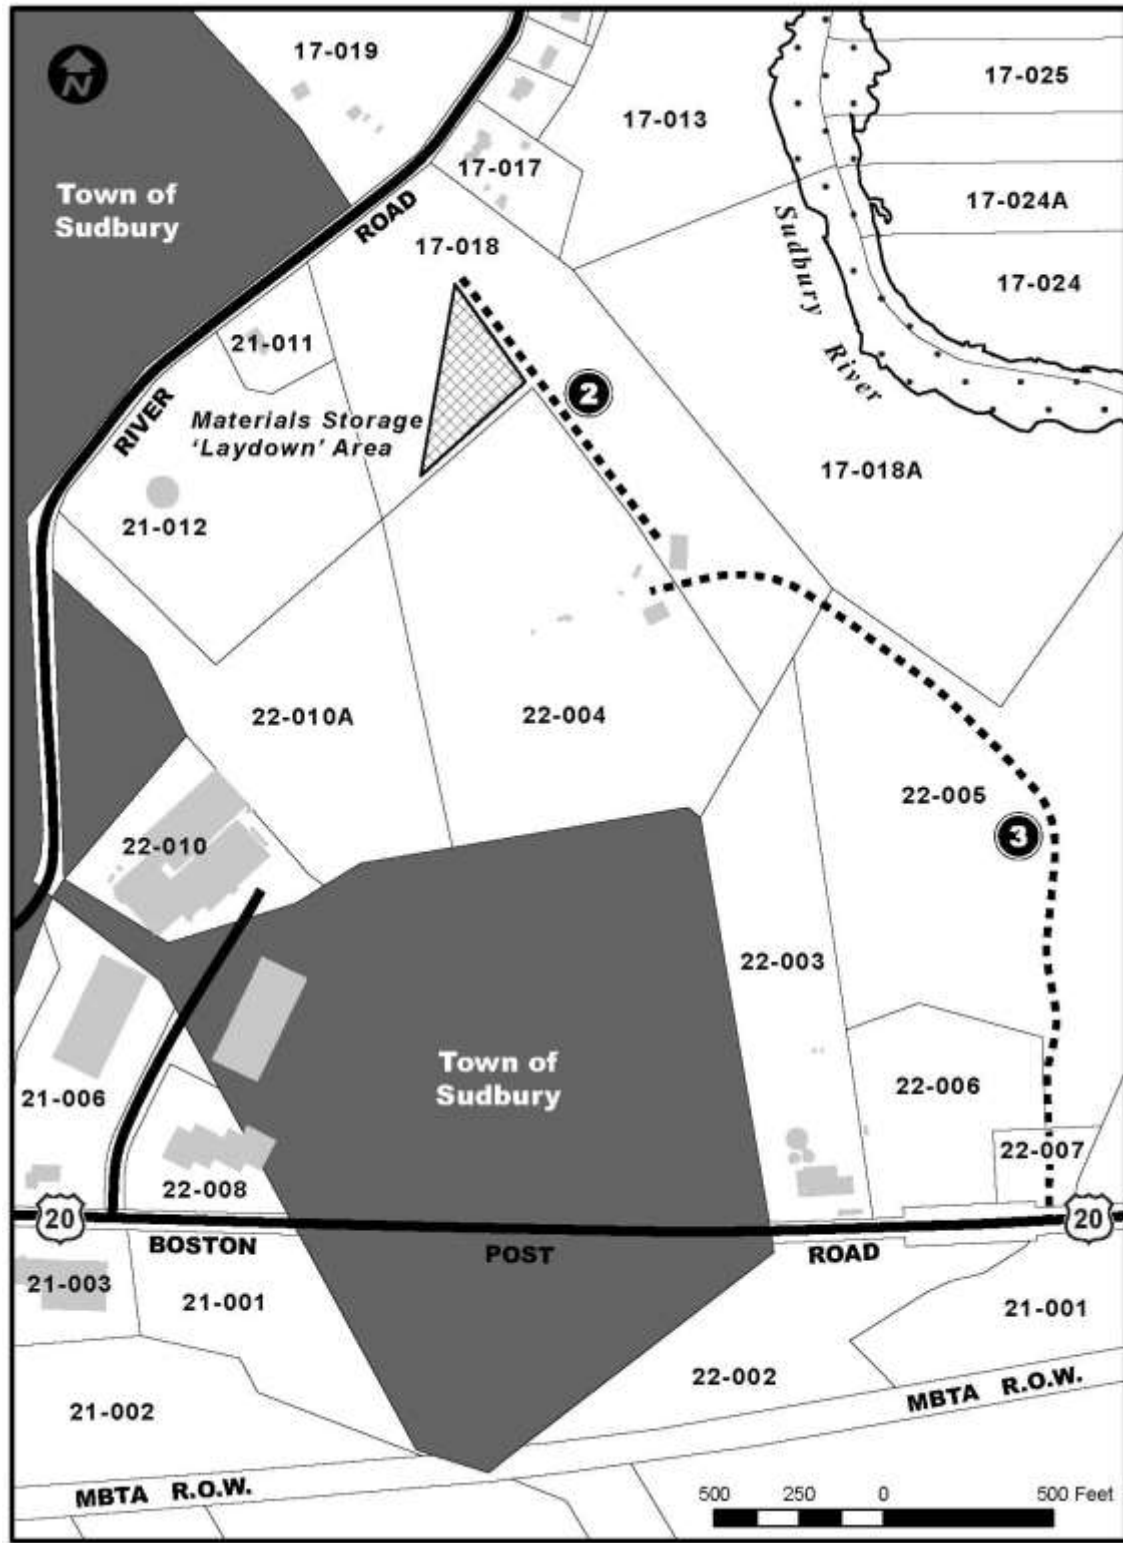 17-019
17-025
17-013
N
17-017
Town of
Sudbury
17-024A
ROAD
17-018
Sudbury
River
17-024
21-011
2
RIVER
Materials Storage
‘Laydown’ Area
17-018A
21-012
22-010A
22-004
22-005
3
22-010
22-003
Town of
Sudbury
22-006
21-006
22-007
22-008
20
20
BOSTON
POST
ROAD
21-003
21-001
21-001
22-002
MBTA R.O.W.
21-002
MBTA R.O.W.
500 250 0 500 Feet